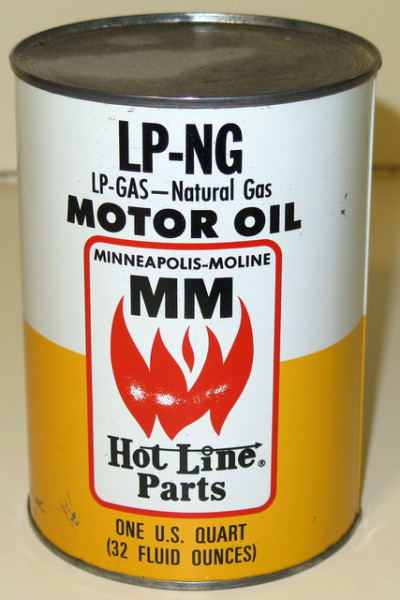 LP-NG
LP-GAS—Natural Gas
MOTOR OIL
MINNEAPOLIS-MOLINE
MM
Hot Line®
Parts
ONE U.S. QUART
(32 FLUID OUNCES)